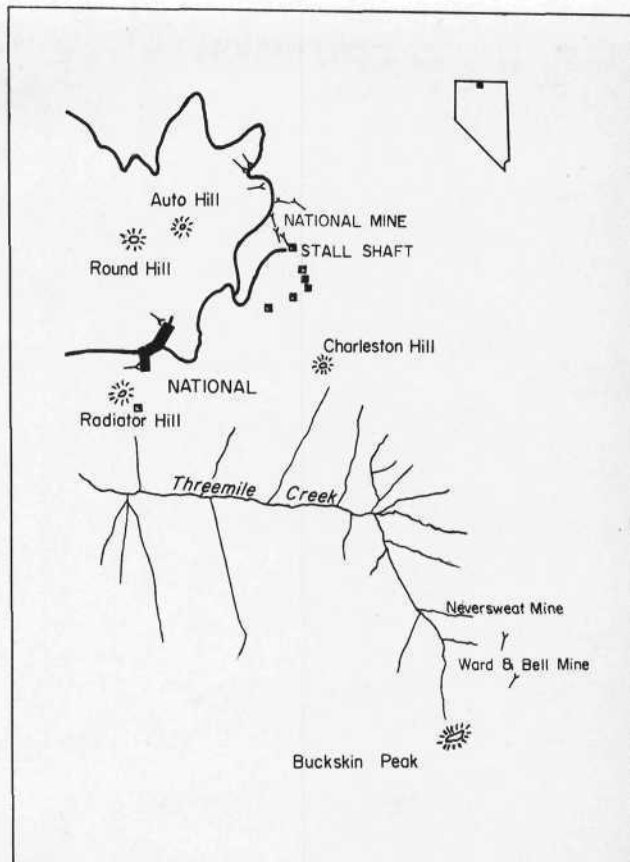 Auto Hill
NATIONAL MINE
STALL SHAFT
Round Hill
Charleston Hill
NATIONAL
Radiator Hill
Threemile Creek
Neversweat Mine
Ward & Bell Mine
Buckskin Peak